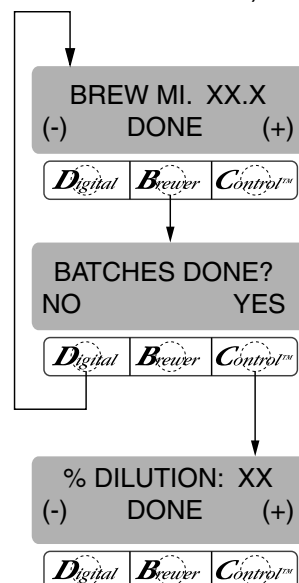 BREW MI. XX.X
(-) DONE (+)
Digital Brewer Control™
BATCHES DONE?
NO YES
Digital Brewer Control™
% DILUTION: XX
(-) DONE (+)
Digital Brewer Control™